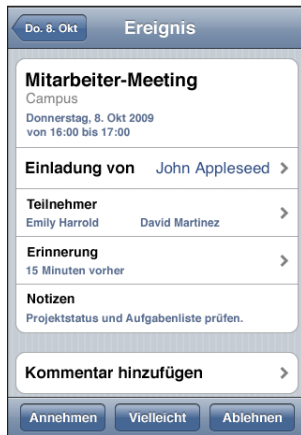 Do. 8. Okt
Ereignis
Mitarbeiter-Meeting
Campus
Donnerstag, 8. Okt 2009
von 16:00 bis 17:00
Einladung von John Appleseed
Teilnehmer
Emily Harrold David Martinez
Erinnerung
15 Minuten vorher
Notizen
Projektstatus und Aufgabenliste prüfen.
Kommentar hinzufügen
Annehmen Vielleicht Ablehnen